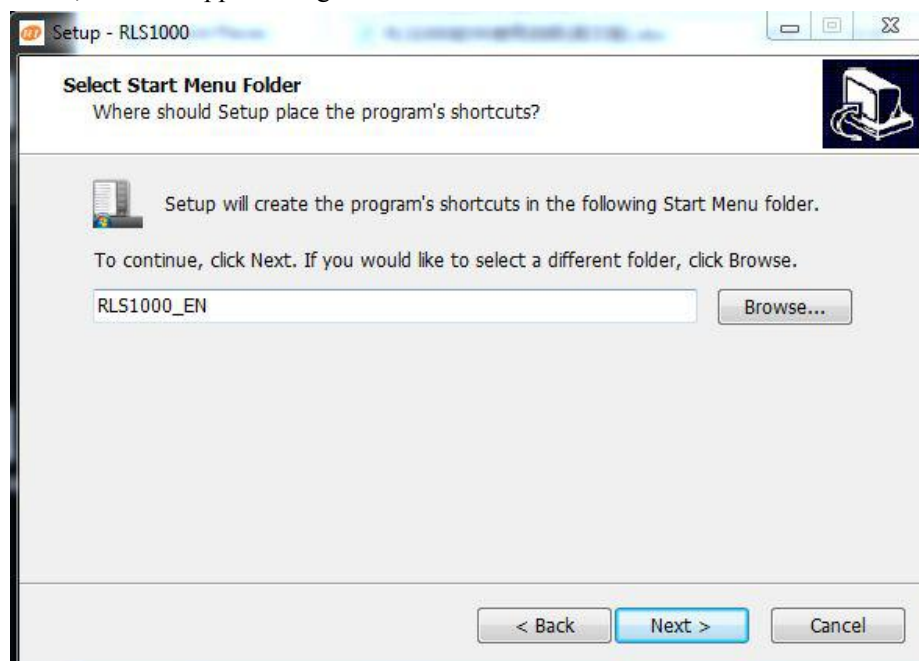 Setup - RLS1000
Select Start Menu Folder
Where should Setup place the program's shortcuts?
Setup will create the program's shortcuts in the following Start Menu folder.
To continue, click Next. If you would like to select a different folder, click Browse.
RLS1000_EN
Browse...
< Back
Next >
Cancel